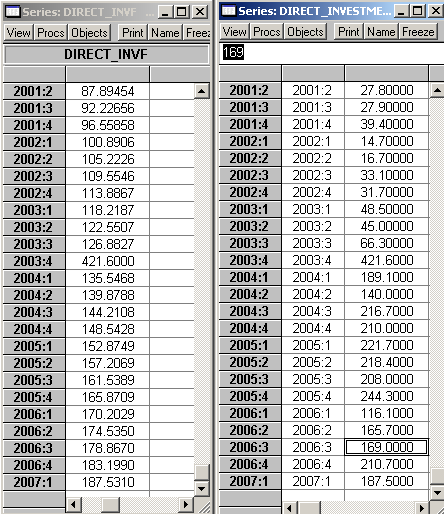 Series: DIRECT_INVF
View Procs Objects Print Name Freez
DIRECT_INVF
2001:2 87.89454
2001:3 92.22656
2001:4 96.55858
2002:1 100.8906
2002:2 105.2226
2002:3 109.5546
2002:4 113.8867
2003:1 118.2187
2003:2 122.5507
2003:3 126.8827
2003:4 421.6000
2004:1 135.5468
2004:2 139.8788
2004:3 144.2108
2004:4 148.5428
2005:1 152.8749
2005:2 157.2069
2005:3 161.5389
2005:4 165.8709
2006:1 170.2029
2006:2 174.5350
2006:3 178.8670
2006:4 183.1990
2007:1 187.5310
Series: DIRECT_INVESTME...
View Procs Objects Print Name Freeze
169
2001:2 2001:2 27.80000
2001:3 2001:3 27.90000
2001:4 2001:4 39.40000
2002:1 2002:1 14.70000
2002:2 2002:2 16.70000
2002:3 2002:3 33.10000
2002:4 2002:4 31.70000
2003:1 2003:1 48.50000
2003:2 2003:2 45.00000
2003:3 2003:3 66.30000
2003:4 2003:4 421.6000
2004:1 2004:1 189.1000
2004:2 2004:2 140.0000
2004:3 2004:3 216.7000
2004:4 2004:4 210.0000
2005:1 2005:1 221.7000
2005:2 2005:2 218.4000
2005:3 2005:3 208.0000
2005:4 2005:4 244.3000
2006:1 2006:1 116.1000
2006:2 2006:2 165.7000
2006:3 2006:3 169.0000
2006:4 2006:4 210.7000
2007:1 2007:1 187.5000